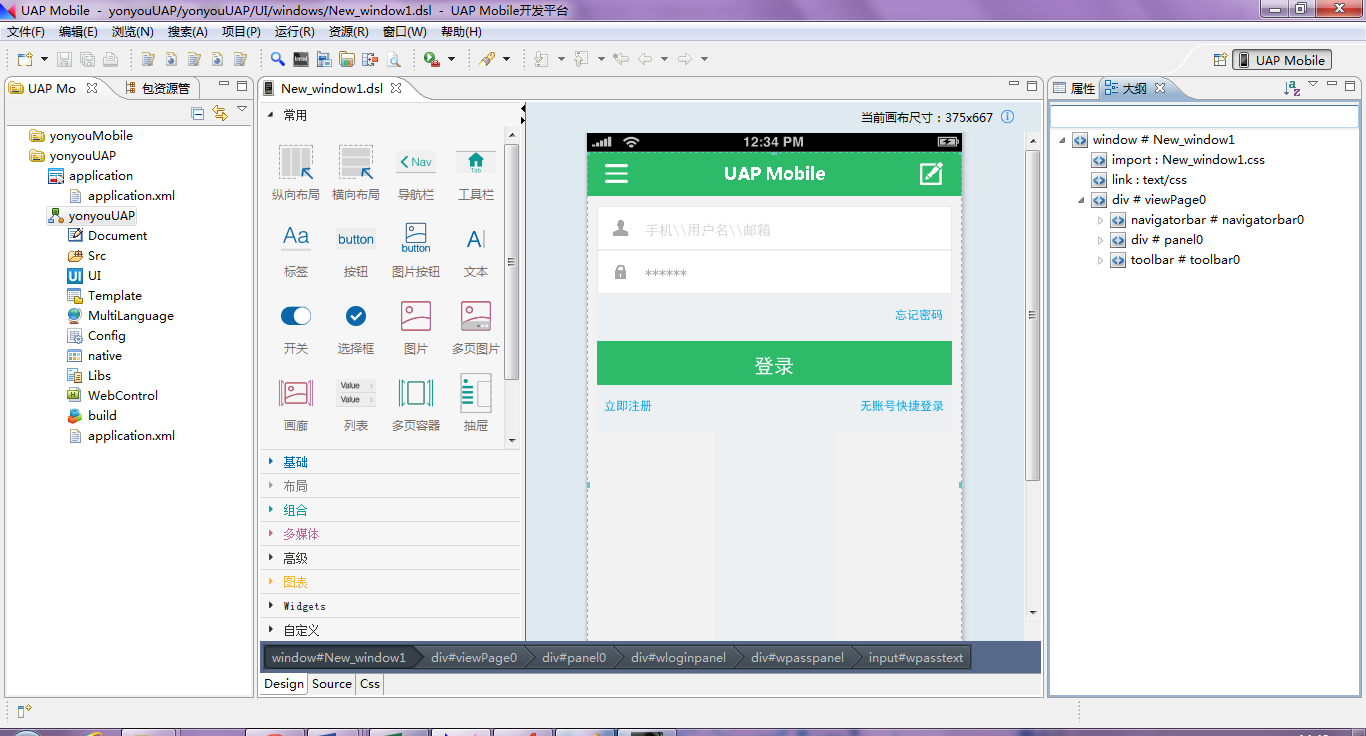 UAP Mobile - yonyouUAP/yonyouUAP/UI/windows/New_window1.dsl - UAP Mobile开发平台
文件(F) 编辑(E) 浏览(N) 搜索(A) 项目(P) 运行(R) 资源(R) 窗口(W) 帮助(H)
UAP Mobile
UAP Mo
包资源管
yonyouMobile
yonyouUAP
application
application.xml
yonyouUAP
Document
Src
UI
Template
MultiLanguage
Config
native
Libs
WebControl
build
application.xml
New_window1.dsl
常用
纵向布局 横向布局 导航栏 工具栏
Nav
Tab
Aa button button A
标签 按钮 图片按钮 文本
开关 选择框 图片 多页图片
Value
Value
画廊 列表 多页容器 抽屉
基础
布局
组合
多媒体
高级
图表
Widgets
自定义
当前画布尺寸：375x667
12:34 PM
UAP Mobile
手机\\用户名\\邮箱
******
忘记密码
登录
立即注册 无账号快捷登录
window#New_window1 div#viewPage0 div#panel0 div#wloginpanel div#wpasspanel input#wpasstext
Design Source Css
属性 大纲
window # New_window1
import : New_window1.css
link : text/css
div # viewPage0
navigatorbar # navigatorbar0
div # panel0
toolbar # toolbar0